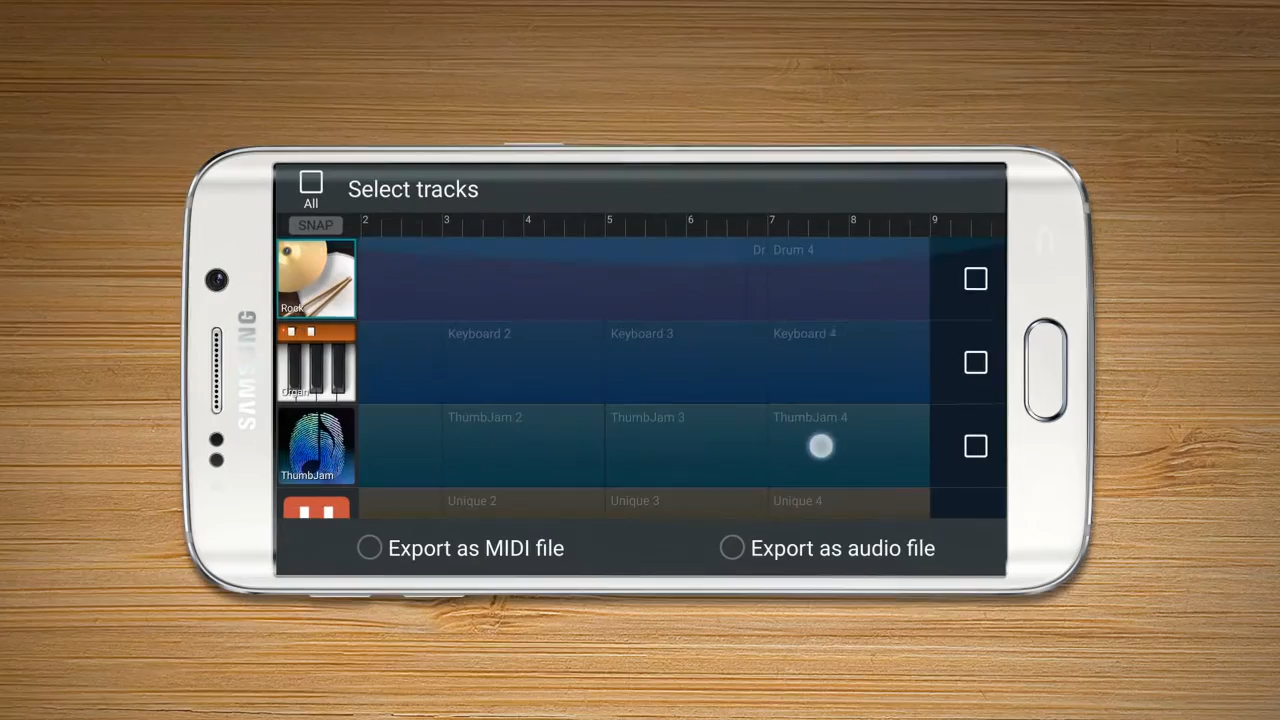 Select tracks
All
SNAP
2 3 4 5 6 7 8 9
Dr Drum 4
Rock
Keyboard 2 Keyboard 3 Keyboard 4
Organ
ThumbJam 2 ThumbJam 3 ThumbJam 4
ThumbJam
Unique 2 Unique 3 Unique 4
Export as MIDI file Export as audio file
SAMSUNG